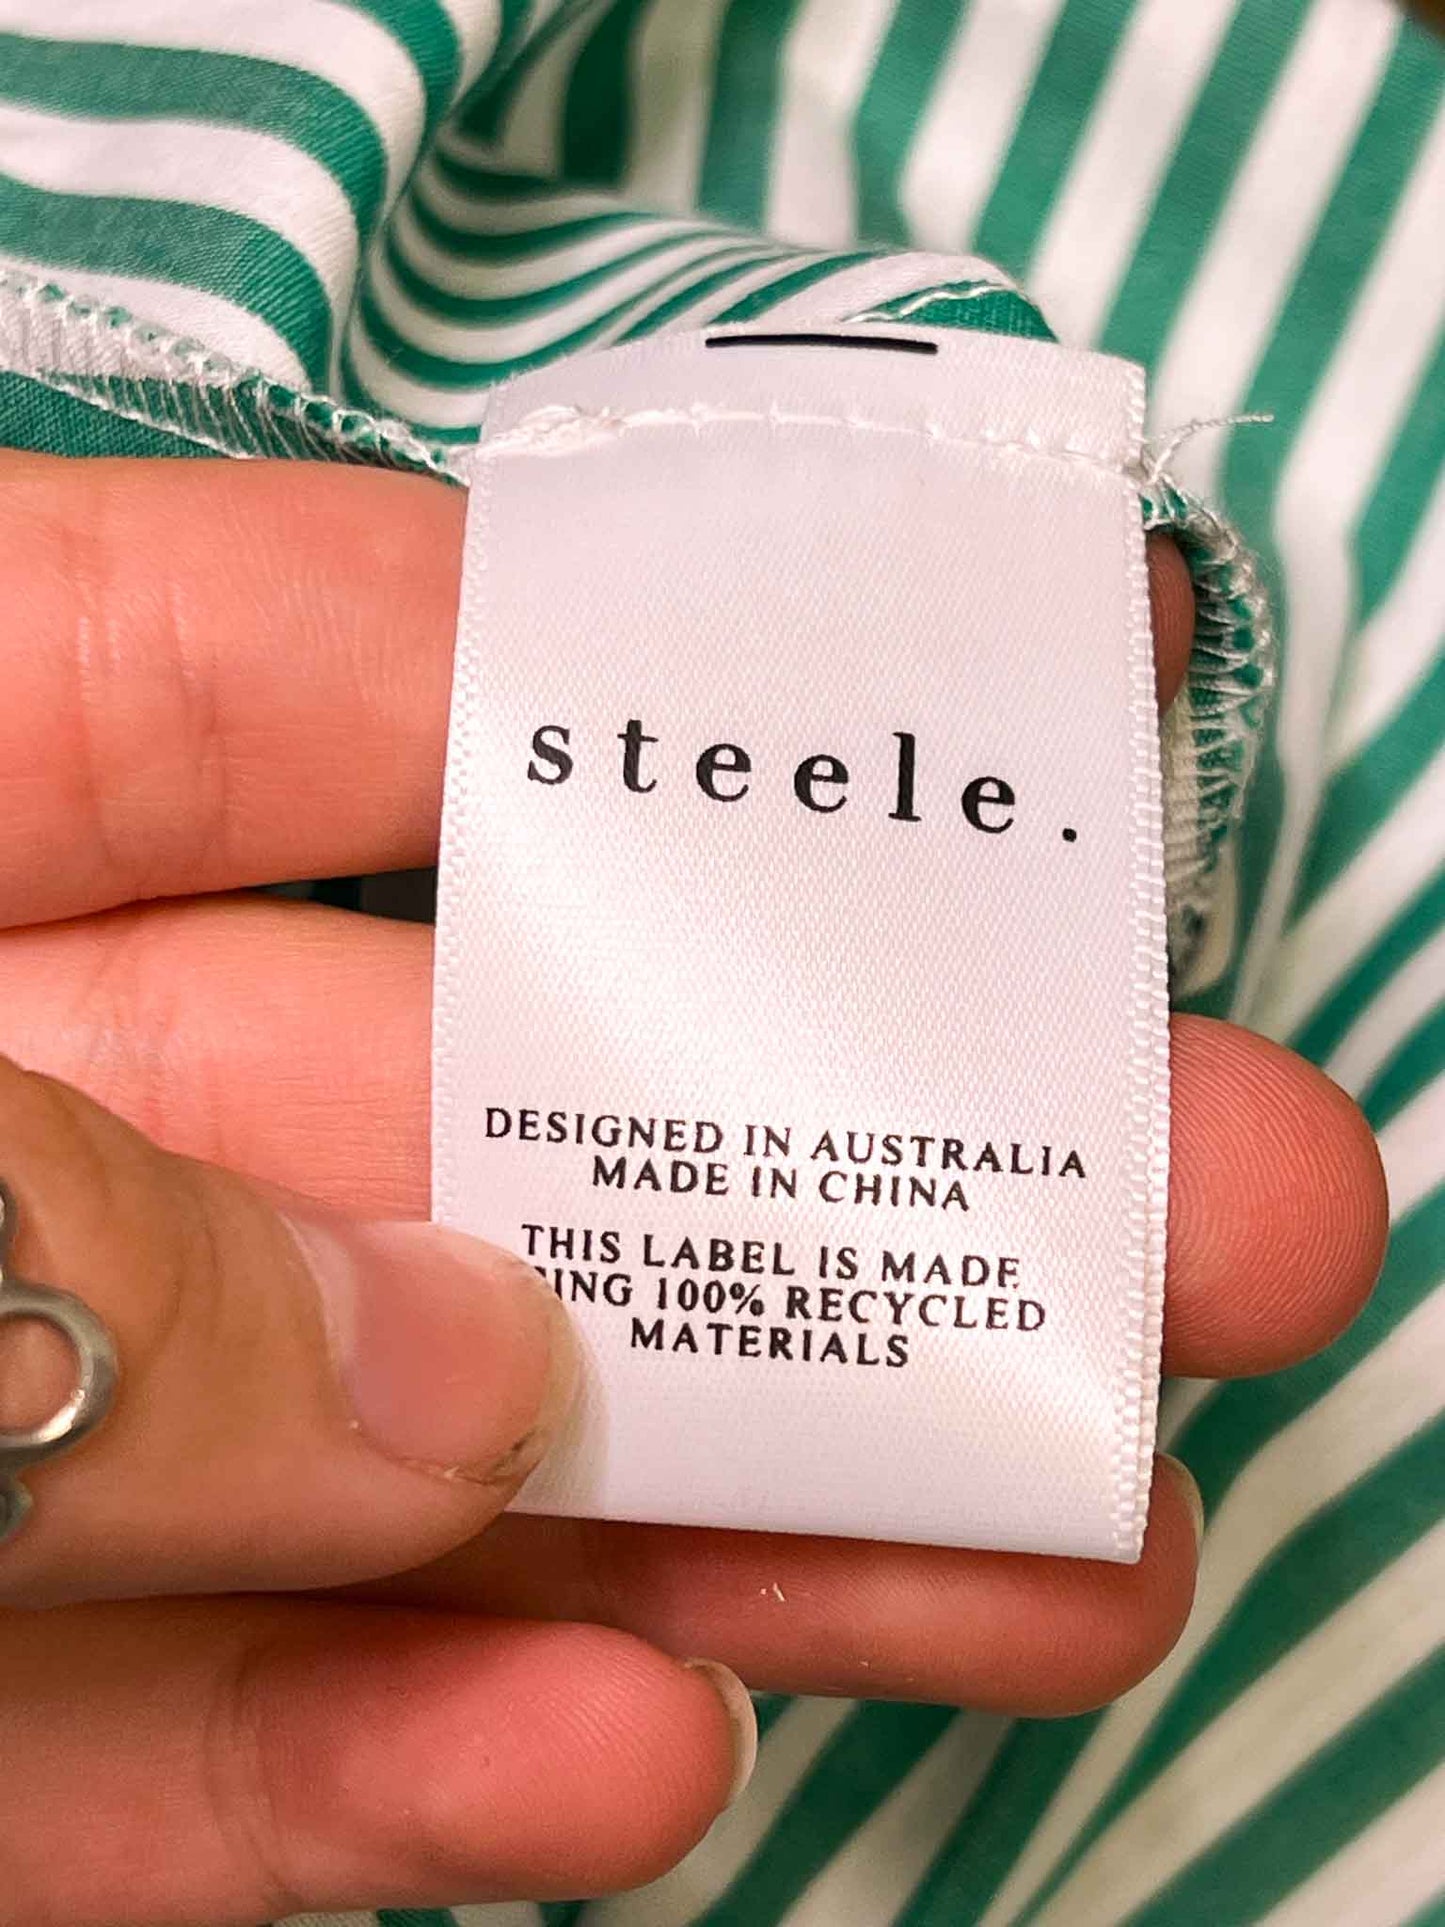 steele.
DESIGNED IN AUSTRALIA
MADE IN CHINA
THIS LABEL IS MADE
100% RECYCLED
MATERIALS